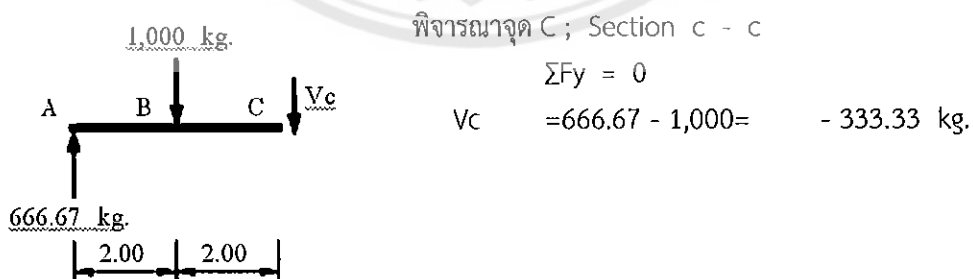 พิจารณาจุด C ; Section c - c
1,000 kg.
ΣFy = 0
A B C Vc
Vc =666.67 - 1,000= - 333.33 kg.
666.67 kg.
2.00 2.00